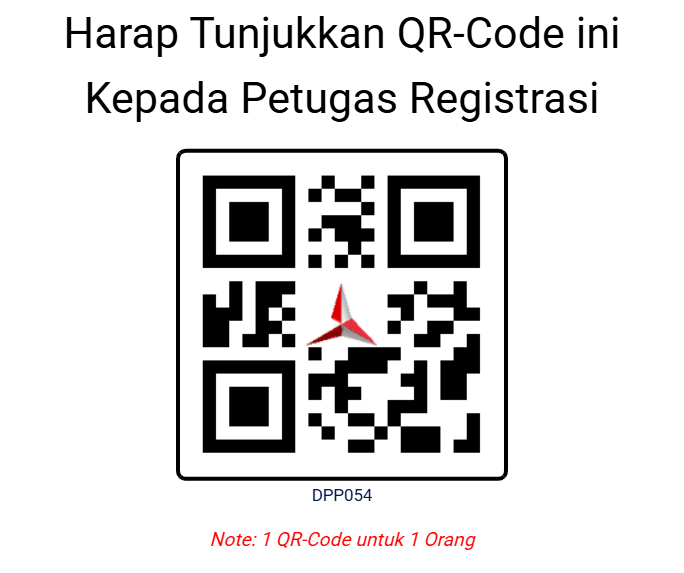 Harap Tunjukkan QR-Code ini
Kepada Petugas Registrasi
DPP054
Note: 1 QR-Code untuk 1 Orang